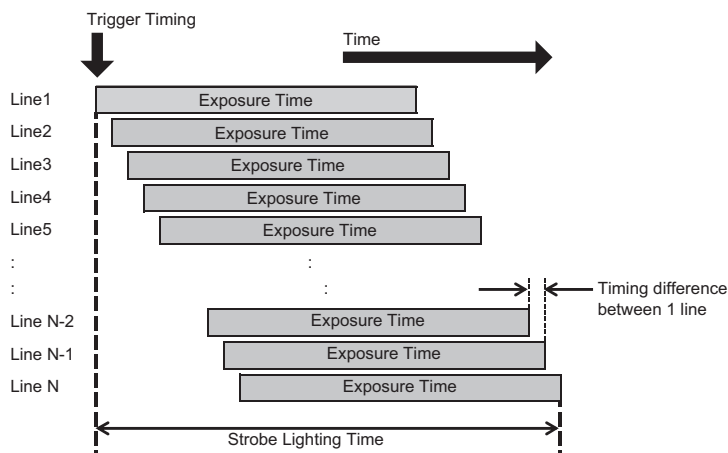 Trigger Timing
Time
Line1 Exposure Time
Line2 Exposure Time
Line3 Exposure Time
Line4 Exposure Time
Line5 Exposure Time
: :
: :
Timing difference
between 1 line
Line N-2 Exposure Time
Line N-1 Exposure Time
Line N Exposure Time
Strobe Lighting Time